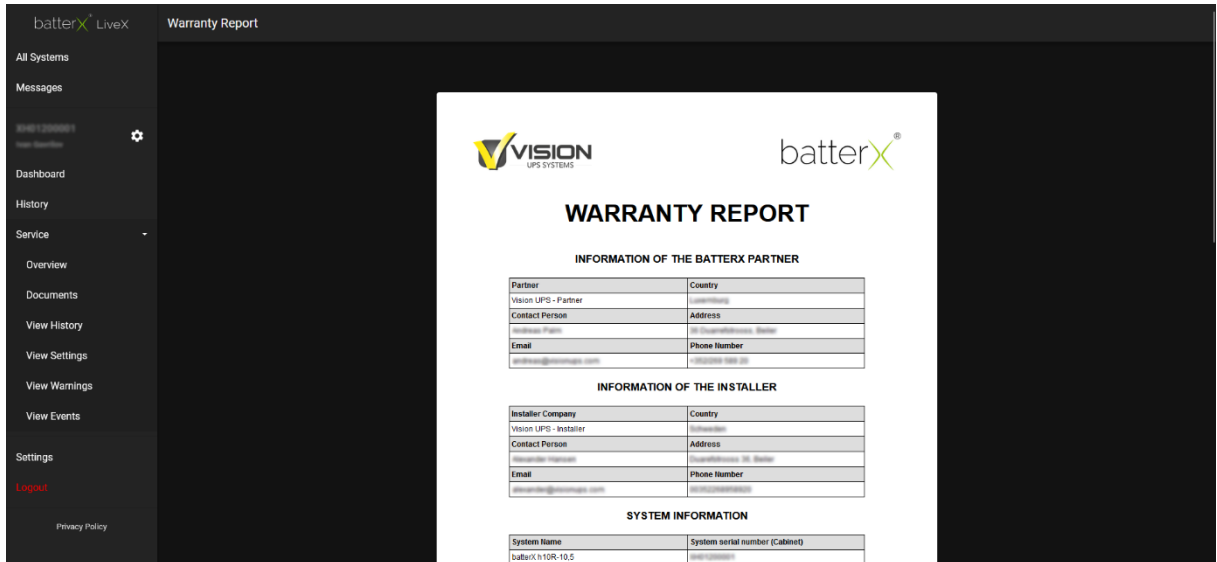 batterX® LiveX
Warranty Report
All Systems
Messages
Dashboard
History
Service
Overview
Documents
View History
View Settings
View Warnings
View Events
Settings
Logout
Privacy Policy
VISION
UPS SYSTEMS
batterX®
WARRANTY REPORT
INFORMATION OF THE BATTERX PARTNER
Partner Country
Vision UPS - Partner
Contact Person Address
Email Phone Number
INFORMATION OF THE INSTALLER
Installer Company Country
Vision UPS - Installer
Contact Person Address
Email Phone Number
SYSTEM INFORMATION
System Name System serial number (Cabinet)
batterX h10R-10,5